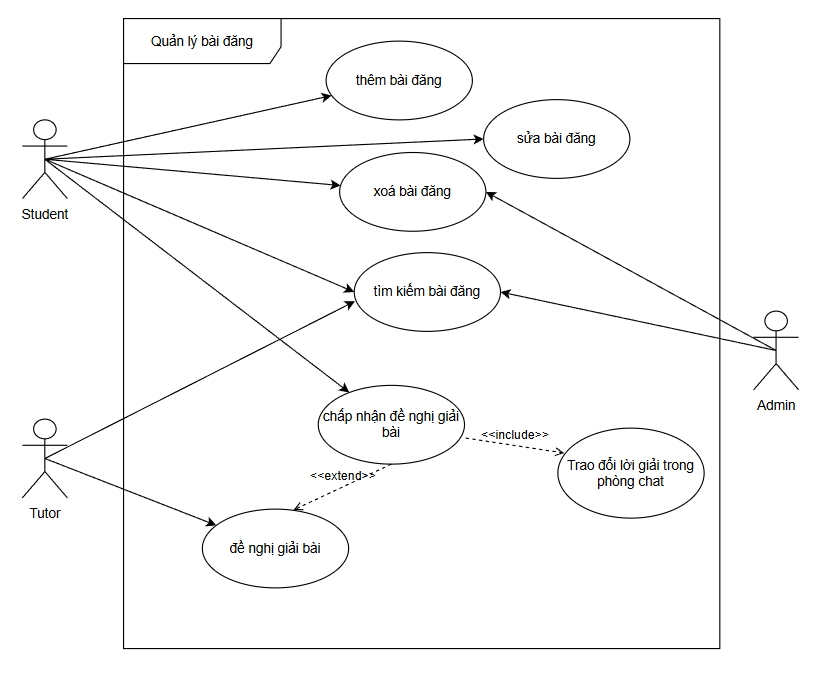 Quản lý bài đăng
thêm bài đăng
sửa bài đăng
xoá bài đăng
Student
tìm kiếm bài đăng
Admin
chấp nhận đề nghị giải
bài
<<include>>
Trao đổi lời giải trong
phòng chat
<<extend>>
Tutor
đề nghị giải bài